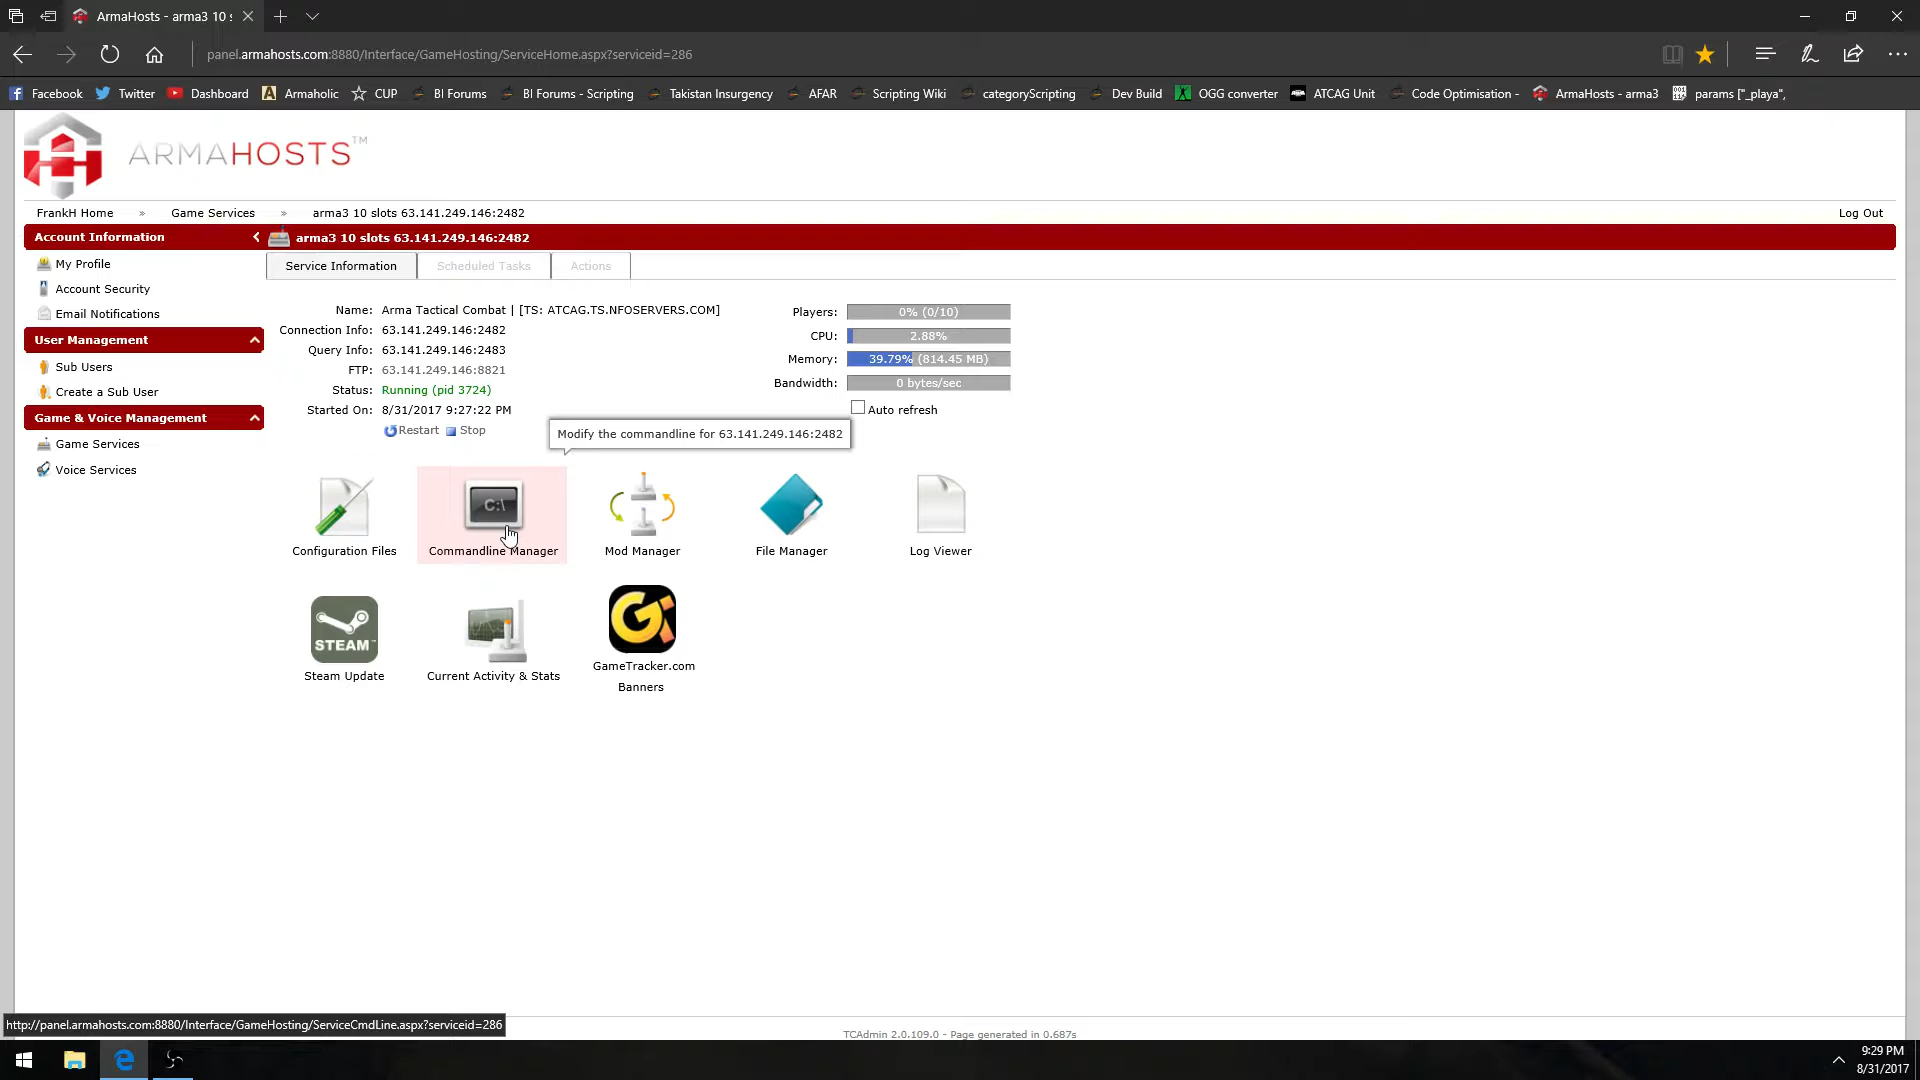 ArmaHosts - arma3 10 s
panel.armahosts.com:8880/Interface/GameHosting/ServiceHome.aspx?serviceid=286
Facebook Twitter Dashboard Armaholic CUP BI Forums BI Forums - Scripting Takistan Insurgency AFAR Scripting Wiki categoryScripting Dev Build OGG converter ATCAG Unit Code Optimisation - ArmaHosts - arma3 params ["_playa",
ARMAHOSTS™
FrankH Home » Game Services » arma3 10 slots 63.141.249.146:2482 Log Out
Account Information
arma3 10 slots 63.141.249.146:2482
My Profile
Account Security
Email Notifications
User Management
Sub Users
Create a Sub User
Game & Voice Management
Game Services
Voice Services
Service Information Scheduled Tasks Actions
Name: Arma Tactical Combat | [TS: ATCAG.TS.NFOSERVERS.COM]
Connection Info: 63.141.249.146:2482
Query Info: 63.141.249.146:2483
FTP: 63.141.249.146:8821
Status: Running (pid 3724)
Started On: 8/31/2017 9:27:22 PM
Restart Stop
Players: 0% (0/10)
CPU: 2.88%
Memory: 39.79% (814.45 MB)
Bandwidth: 0 bytes/sec
Auto refresh
Modify the commandline for 63.141.249.146:2482
C:\
Configuration Files Commandline Manager Mod Manager File Manager Log Viewer
STEAM™
G
Steam Update Current Activity & Stats GameTracker.com
Banners
http://panel.armahosts.com:8880/Interface/GameHosting/ServiceCmdLine.aspx?serviceid=286
TCAdmin 2.0.109.0 - Page generated in 0.687s
9:29 PM
8/31/2017